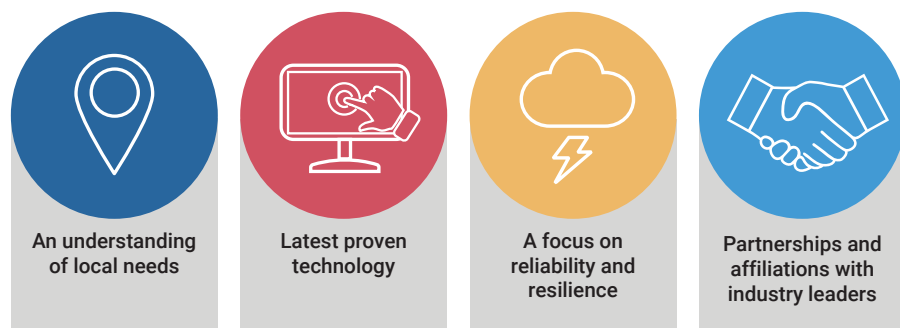 An understanding
of local needs
Latest proven
technology
A focus on
reliability and
resilience
Partnerships and
affiliations with
industry leaders